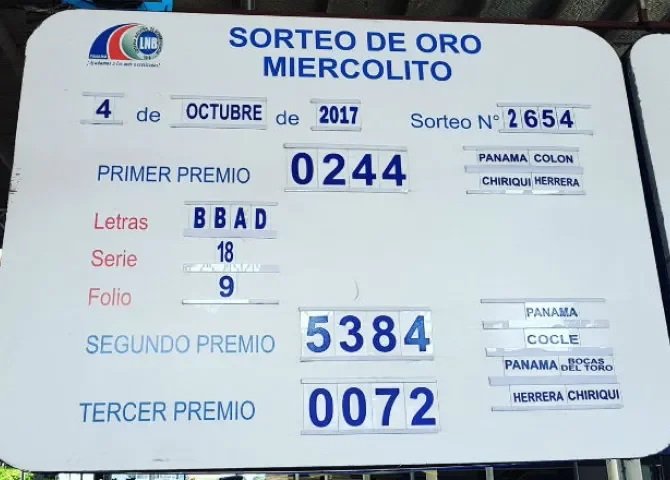 LNB
SORTEO DE ORO
MIERCOLITO
4 de OCTUBRE de 2017 Sorteo N° 2654
PRIMER PREMIO 0244 PANAMA COLON
CHIRIQUI HERRERA
Letras BBAD
Serie 18
Folio 9
SEGUNDO PREMIO 5384 PANAMA
COCLE
TERCER PREMIO 0072 PANAMA BOCAS DEL TORO
HERRERA CHIRIQUI